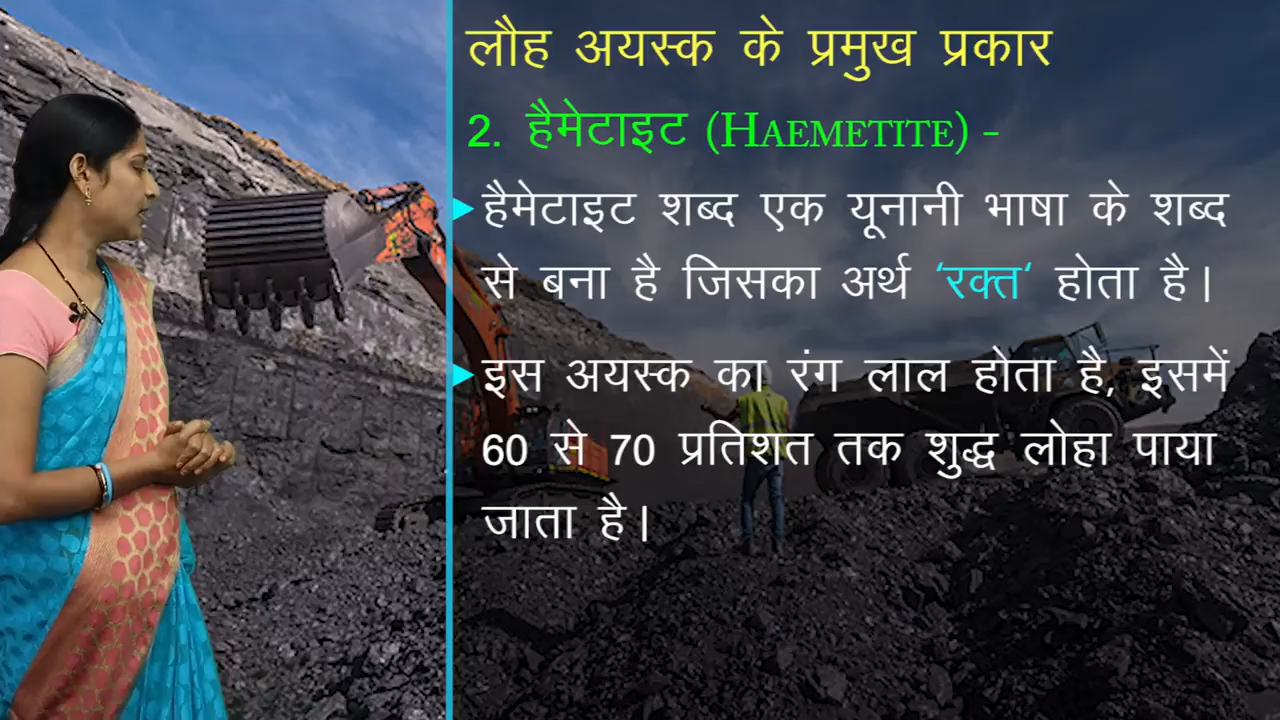 लौह अयस्क के प्रमुख प्रकार
2. हैमेटाइट (HAEMETITE) -
हैमेटाइट शब्द एक यूनानी भाषा के शब्द
से बना है जिसका अर्थ ‘रक्त‘ होता है।
इस अयस्क का रंग लाल होता है, इसमें
60 से 70 प्रतिशत तक शुद्ध लोहा पाया
जाता है।